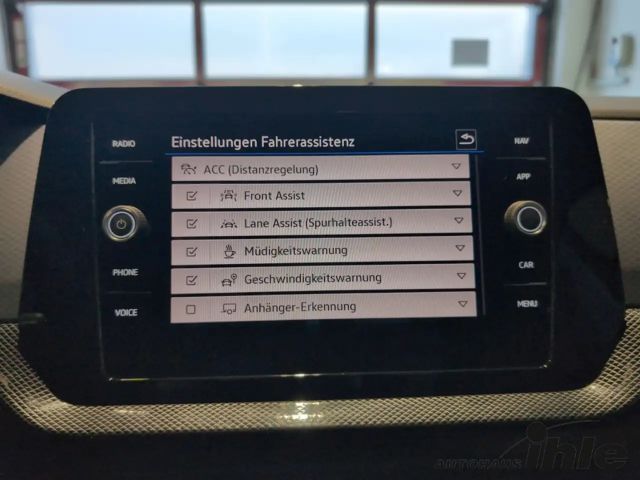 Einstellungen Fahrerassistenz
RADIO
NAV
ACC (Distanzregelung)
MEDIA
APP
Front Assist
Lane Assist (Spurhalteassist.)
Müdigkeitswarnung
PHONE
CAR
Geschwindigkeitswarnung
VOICE
MENU
Anhänger-Erkennung
AUTOHAUS ihle